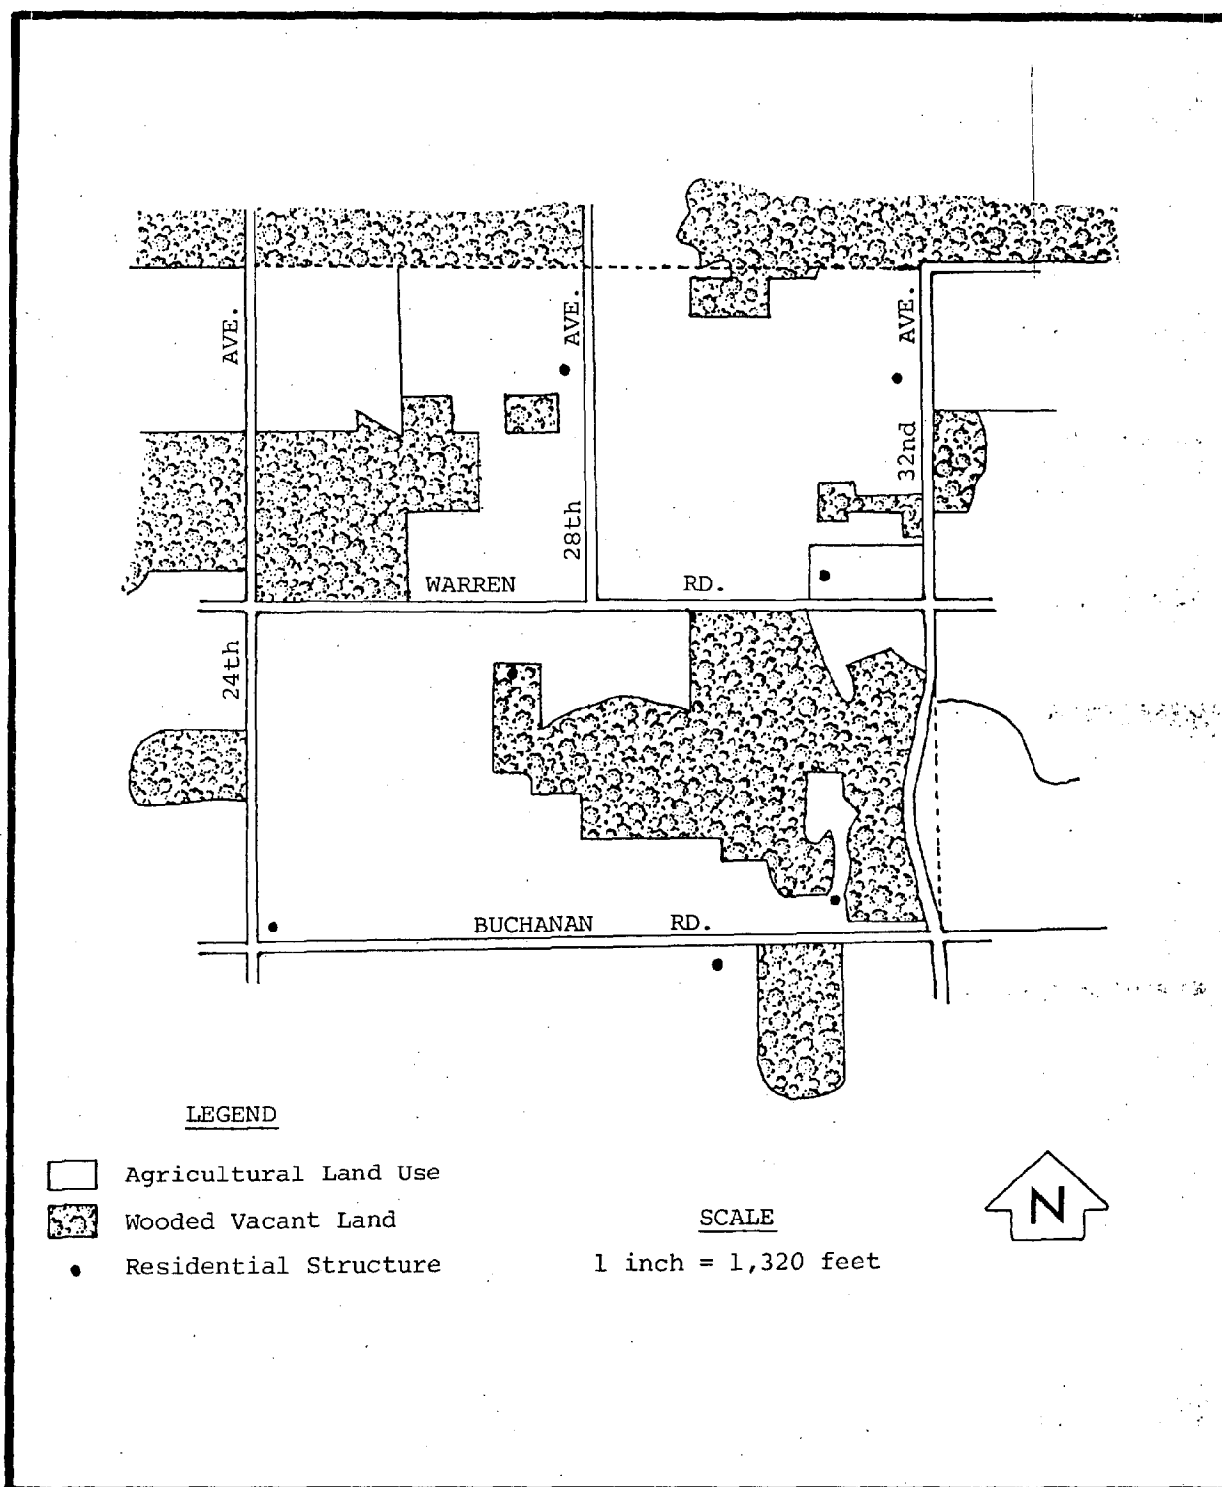 AVE.
AVE.
AVE.
32nd
28th
WARREN RD.
24th
BUCHANAN RD.
LEGEND
Agricultural Land Use
Wooded Vacant Land
Residential Structure
SCALE
1 inch = 1,320 feet
N